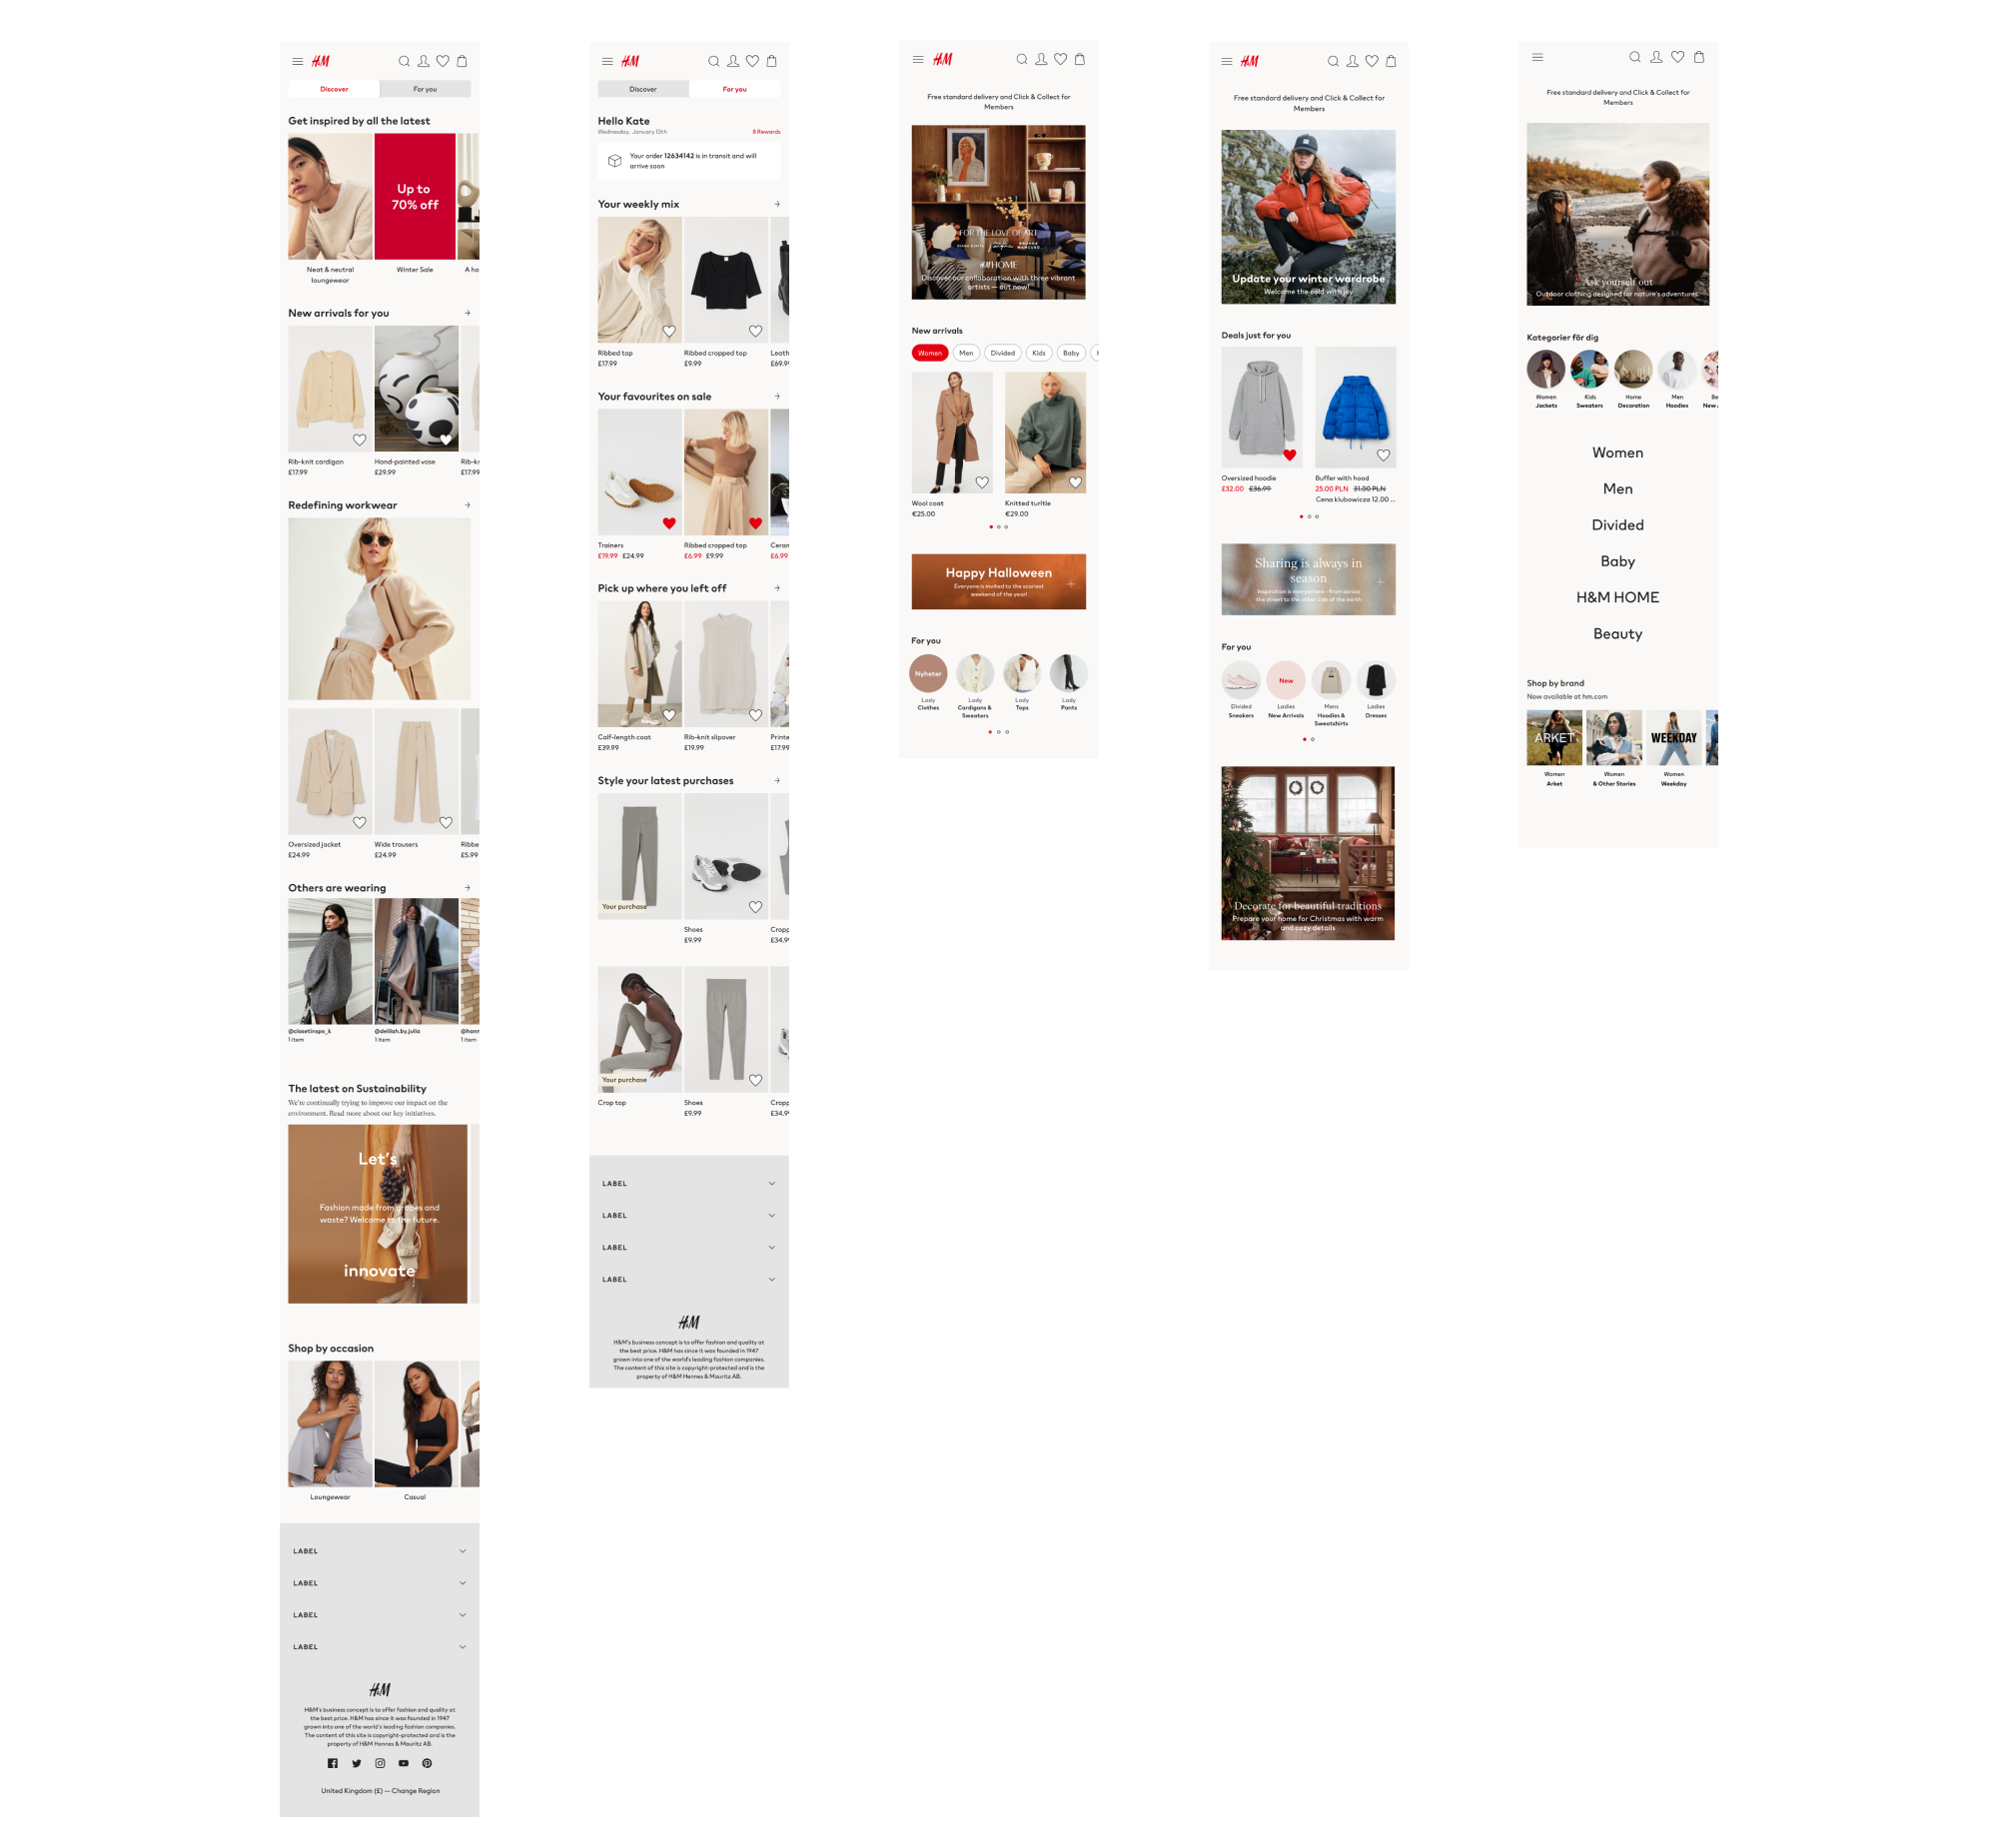 H&M
Discover
For you
Get inspired by all the latest
Up to
70% off
Neat & neutral
loungewear
Winter Sale
A ho
New arrivals for you
Rib-knit cardigan
£17.99
Hand-painted vase
£29.99
Rib-kn
£17.99
Redefining workwear
Oversized jacket
£24.99
Wide trousers
£24.99
Ribbe
£5.99
Others are wearing
@closetinspo_k
1 item
@delilah.by.julia
1 item
@hann
1 item
The latest on Sustainability
We're continually trying to improve our impact on the
environment. Read more about our key initiatives.
Let's
Fashion made from grapes and
waste? Welcome to the future.
innovate
Shop by occasion
Loungewear
Casual
LABEL
LABEL
LABEL
LABEL
H&M
H&M's business concept is to offer fashion and quality at
the best price. H&M has since it was founded in 1947
grown into one of the world's leading fashion companies.
The content of this site is copyright-protected and is the
property of H&M Hennes & Mauritz AB.
United Kingdom (£) — Change Region
H&M
Discover
For you
Hello Kate
Wednesday, January 13th
8 Rewards
Your order 12634142 is in transit and will
arrive soon
Your weekly mix
Ribbed top
£17.99
Ribbed cropped top
£9.99
Leath
£69.99
Your favourites on sale
Trainers
£19.99 £24.99
Ribbed cropped top
£6.99 £9.99
Ceran
£6.99
Pick up where you left off
Calf-length coat
£39.99
Rib-knit slipover
£19.99
Printe
£17.99
Style your latest purchases
Your purchase
Shoes
£9.99
Cropp
£34.9
Your purchase
Crop top
Shoes
£9.99
Cropp
£34.9
LABEL
LABEL
LABEL
LABEL
H&M
H&M's business concept is to offer fashion and quality at
the best price. H&M has since it was founded in 1947
grown into one of the world's leading fashion companies.
The content of this site is copyright-protected and is the
property of H&M Hennes & Mauritz AB.
H&M
Free standard delivery and Click & Collect for
Members
FOR THE LOVE OF ART
×
H&M HOME
Discover our collaboration with three vibrant
artists — out now!
New arrivals
Women
Men
Divided
Kids
Baby
Wool coat
€25.00
Knitted turltle
€29.00
Happy Halloween
Everyone is invited to the scariest
weekend of the year!
For you
Nyheter
Lady
Clothes
Lady
Cardigans &
Sweaters
Lady
Tops
Lady
Pants
H&M
Free standard delivery and Click & Collect for
Members
Update your winter wardrobe
Welcome the cold with joy
Deals just for you
Oversized hoodie
£32.00 £36.99
Buffer with hood
25.00 PLN 31.00 PLN
Cena klubowicza 12.00 ...
Sharing is always in
season
Inspiration is everywhere–from across
the street to the other side of the earth
For you
Divided
Sneakers
New
Ladies
New Arrivals
Mens
Hoodies &
Sweatshirts
Ladies
Dresses
Decorate for beautiful traditions
Prepare your home for Christmas with warm
and cozy details
Free standard delivery and Click & Collect for
Members
Ask yourself out
Outdoor clothing designed for nature's adventures.
Kategorier för dig
Women
Jackets
Kids
Sweaters
Home
Decoration
Men
Hoodies
Be
New
Women
Men
Divided
Baby
H&M HOME
Beauty
Shop by brand
Now available at hm.com
ARKET
WEEKDAY
Women
Arket
Women
& Other Stories
Women
Weekday